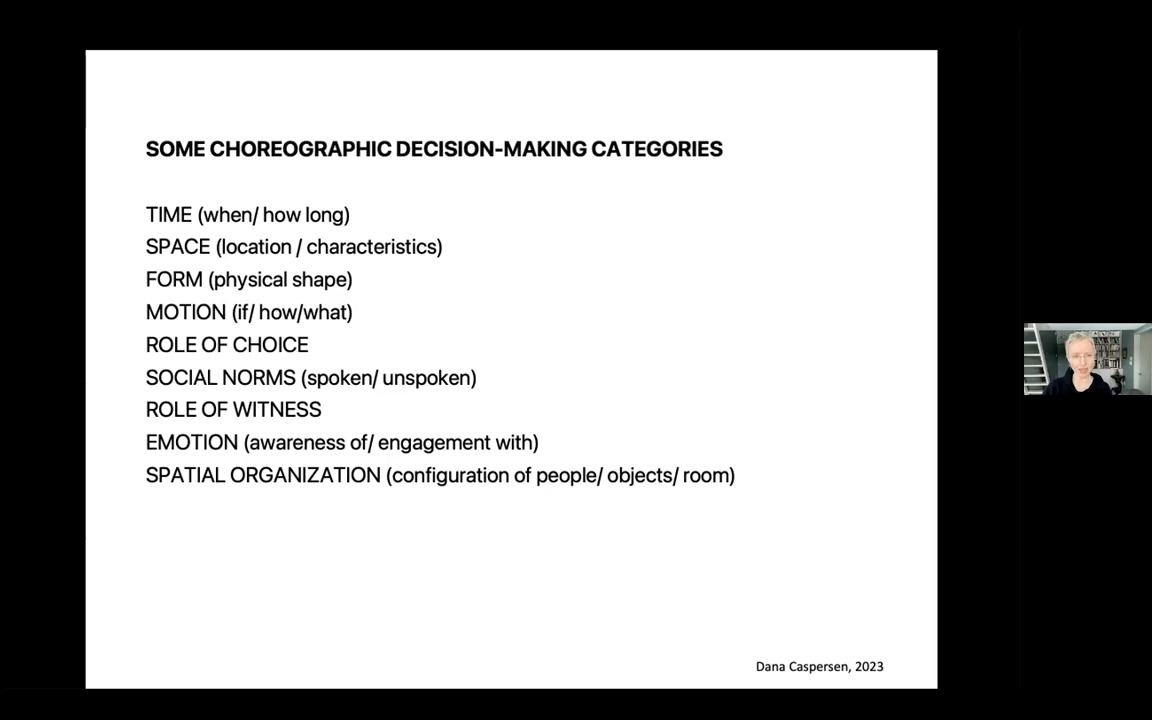 SOME CHOREOGRAPHIC DECISION-MAKING CATEGORIES
TIME (when/ how long)
SPACE (location / characteristics)
FORM (physical shape)
MOTION (if/ how/what)
ROLE OF CHOICE
SOCIAL NORMS (spoken/ unspoken)
ROLE OF WITNESS
EMOTION (awareness of/ engagement with)
SPATIAL ORGANIZATION (configuration of people/ objects/ room)
Dana Caspersen, 2023